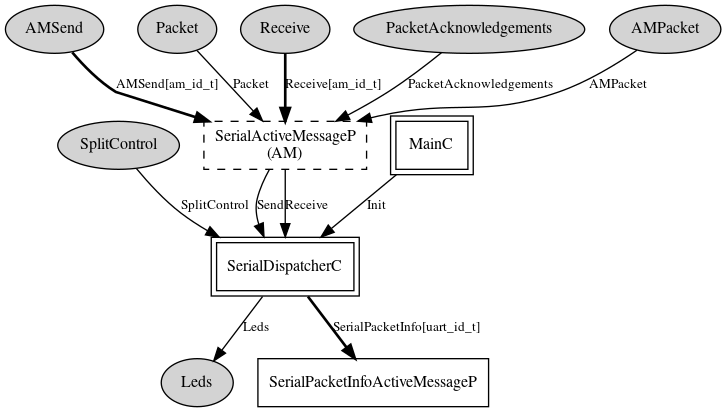 AMSend
Packet
Receive
PacketAcknowledgements
AMPacket
AMSend[am_id_t]
Packet
Receive[am_id_t]
PacketAcknowledgements
AMPacket
SplitControl
SerialActiveMessageP
(AM)
MainC
SplitControl
Send
Receive
Init
SerialDispatcherC
Leds
SerialPacketInfo[uart_id_t]
Leds
SerialPacketInfoActiveMessageP